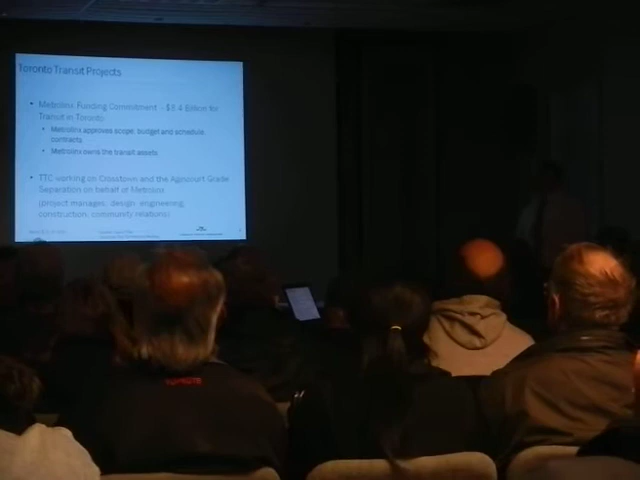 Toronto Transit Projects
• Metrolinx Funding Commitment - $8.4 Billion for
Transit in Toronto
• Metrolinx approves scope, budget and schedule,
contracts
• Metrolinx owns the transit assets
• TTC working on Crosstown and the Agincourt Grade
Separation on behalf of Metrolinx
(project manages, design, engineering,
construction, community relations)